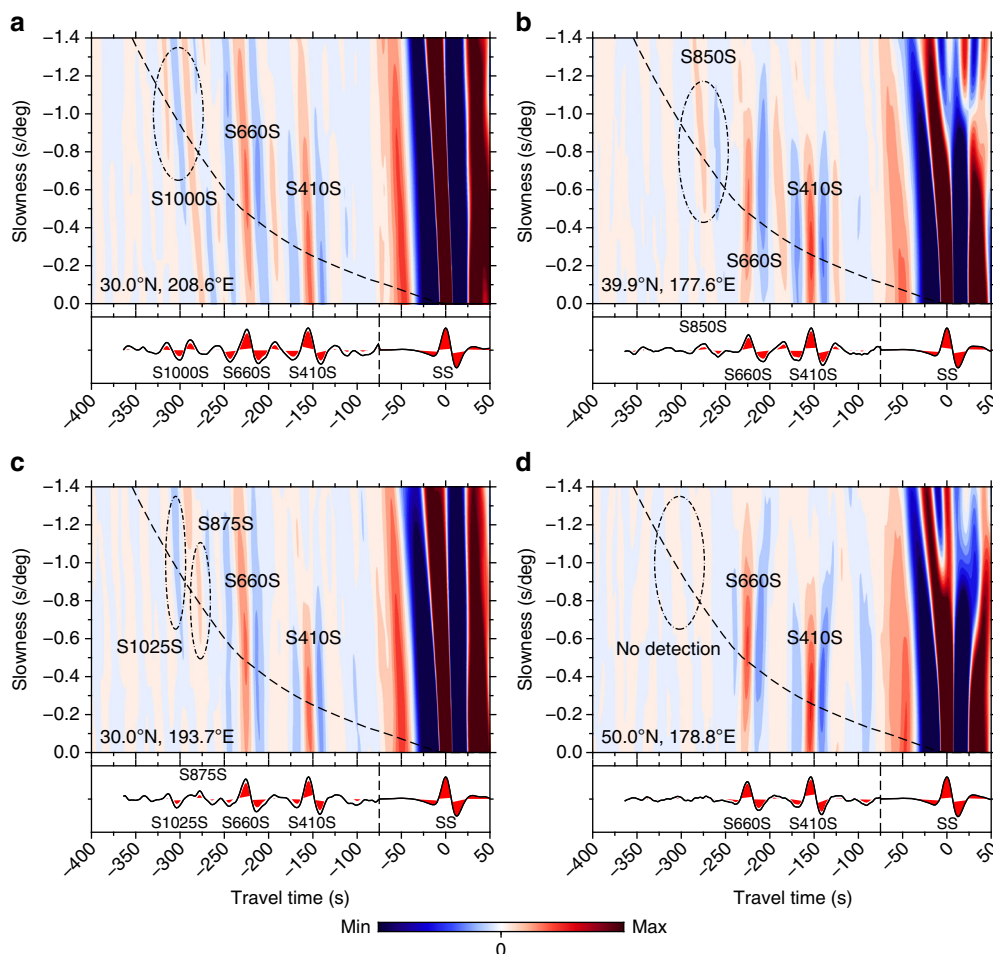 a
−1.4
−1.2
−1.0
−0.8
−0.6
−0.4
−0.2
0.0
Slowness (s/deg)
S660S
S410S
S1000S
30.0°N, 208.6°E
S1000S S660S S410S SS
−400 −350 −300 −250 −200 −150 −100 −50 0 50
b
−1.4
−1.2
−1.0
−0.8
−0.6
−0.4
−0.2
0.0
Slowness (s/deg)
S850S
S410S
S660S
39.9°N, 177.6°E
S850S
S660S S410S SS
−400 −350 −300 −250 −200 −150 −100 −50 0 50
c
−1.4
−1.2
−1.0
−0.8
−0.6
−0.4
−0.2
0.0
Slowness (s/deg)
S875S
S660S
S410S
S1025S
30.0°N, 193.7°E
S875S
S1025S S660S S410S SS
−400 −350 −300 −250 −200 −150 −100 −50 0 50
Travel time (s)
d
−1.4
−1.2
−1.0
−0.8
−0.6
−0.4
−0.2
0.0
Slowness (s/deg)
S660S
S410S
No detection
50.0°N, 178.8°E
S660S S410S SS
−400 −350 −300 −250 −200 −150 −100 −50 0 50
Travel time (s)
Min Max
0